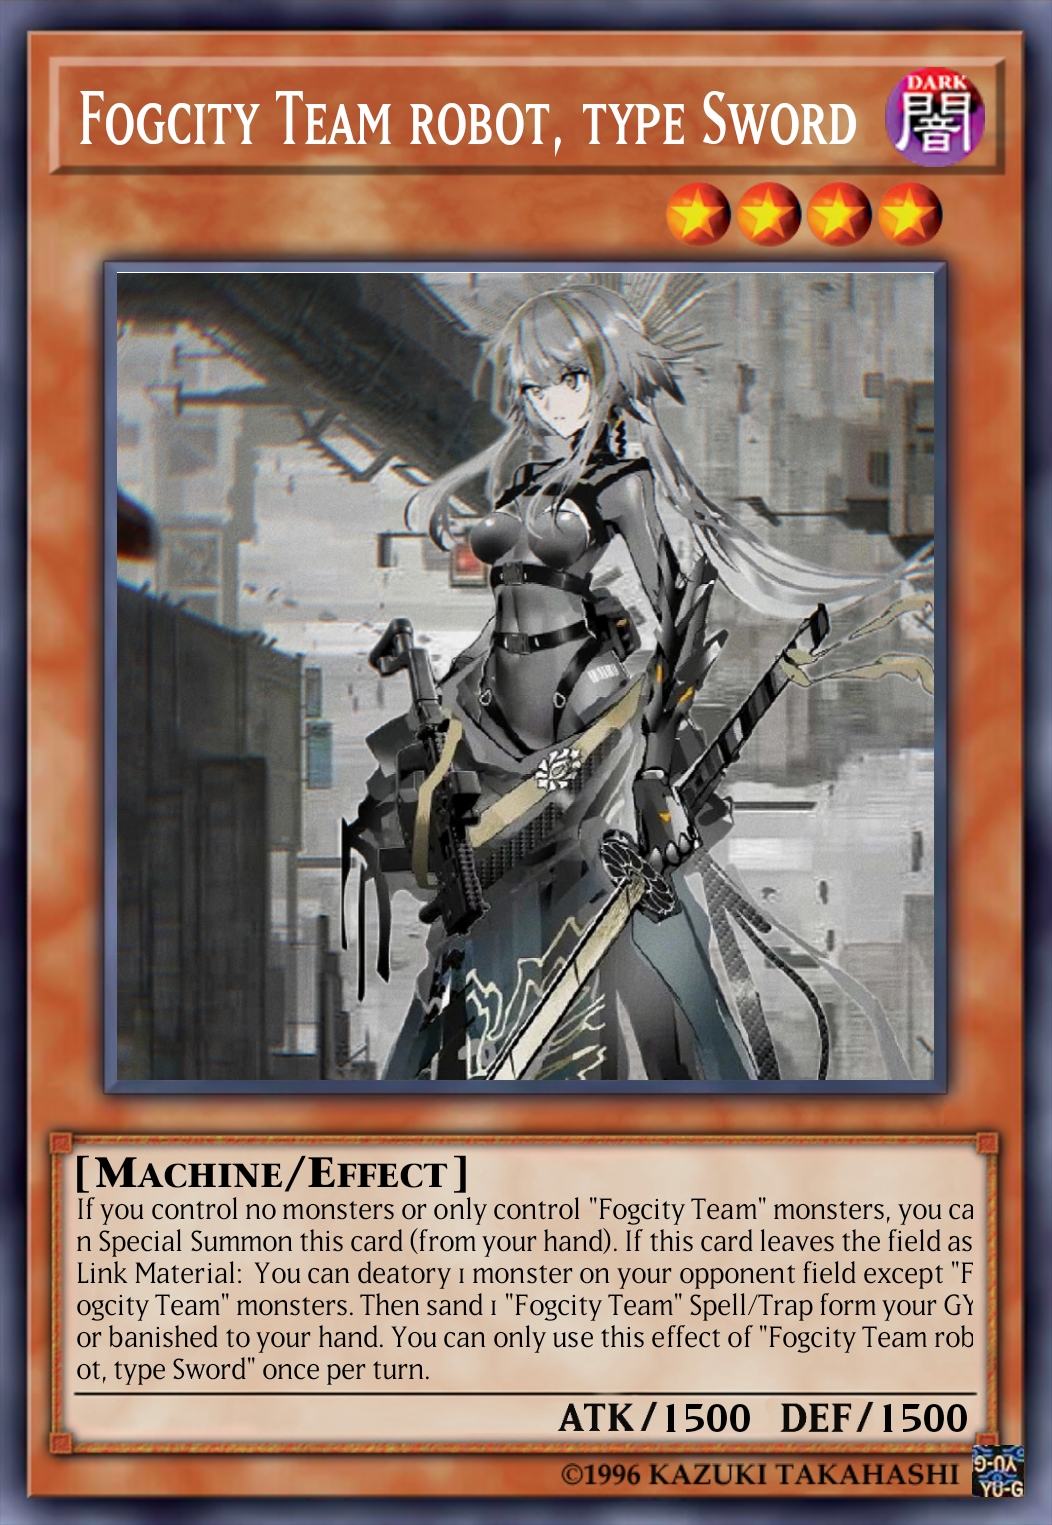 Fogcity Team robot, type Sword
DARK
闇
[Machine/Effect]
If you control no monsters or only control "Fogcity Team" monsters, you ca
n Special Summon this card (from your hand). If this card leaves the field as
Link Material: You can deatory 1 monster on your opponent field except "F
ogcity Team" monsters. Then sand 1 "Fogcity Team" Spell/Trap form your GY
or banished to your hand. You can only use this effect of "Fogcity Team rob
ot, type Sword" once per turn.
ATK/1500 DEF/1500
©1996 KAZUKI TAKAHASHI
YU-G
YU-G